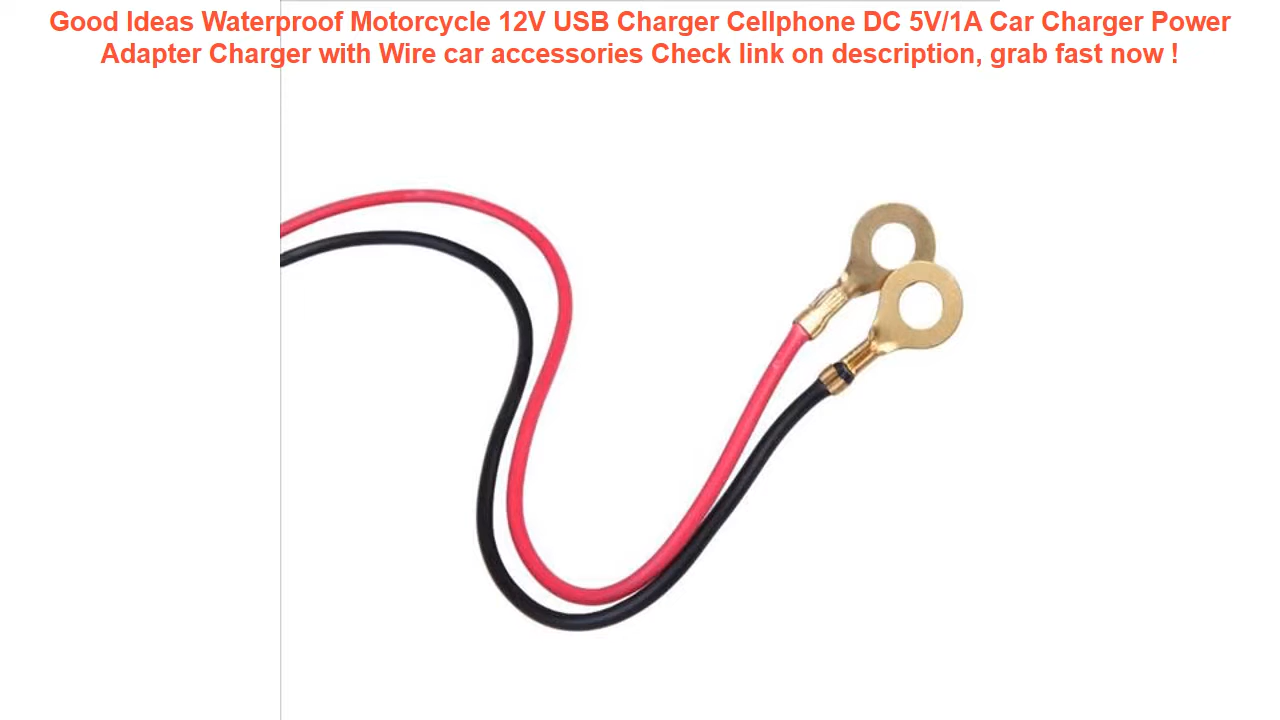 Good Ideas Waterproof Motorcycle 12V USB Charger Cellphone DC 5V/1A Car Charger Power
Adapter Charger with Wire car accessories Check link on description, grab fast now !